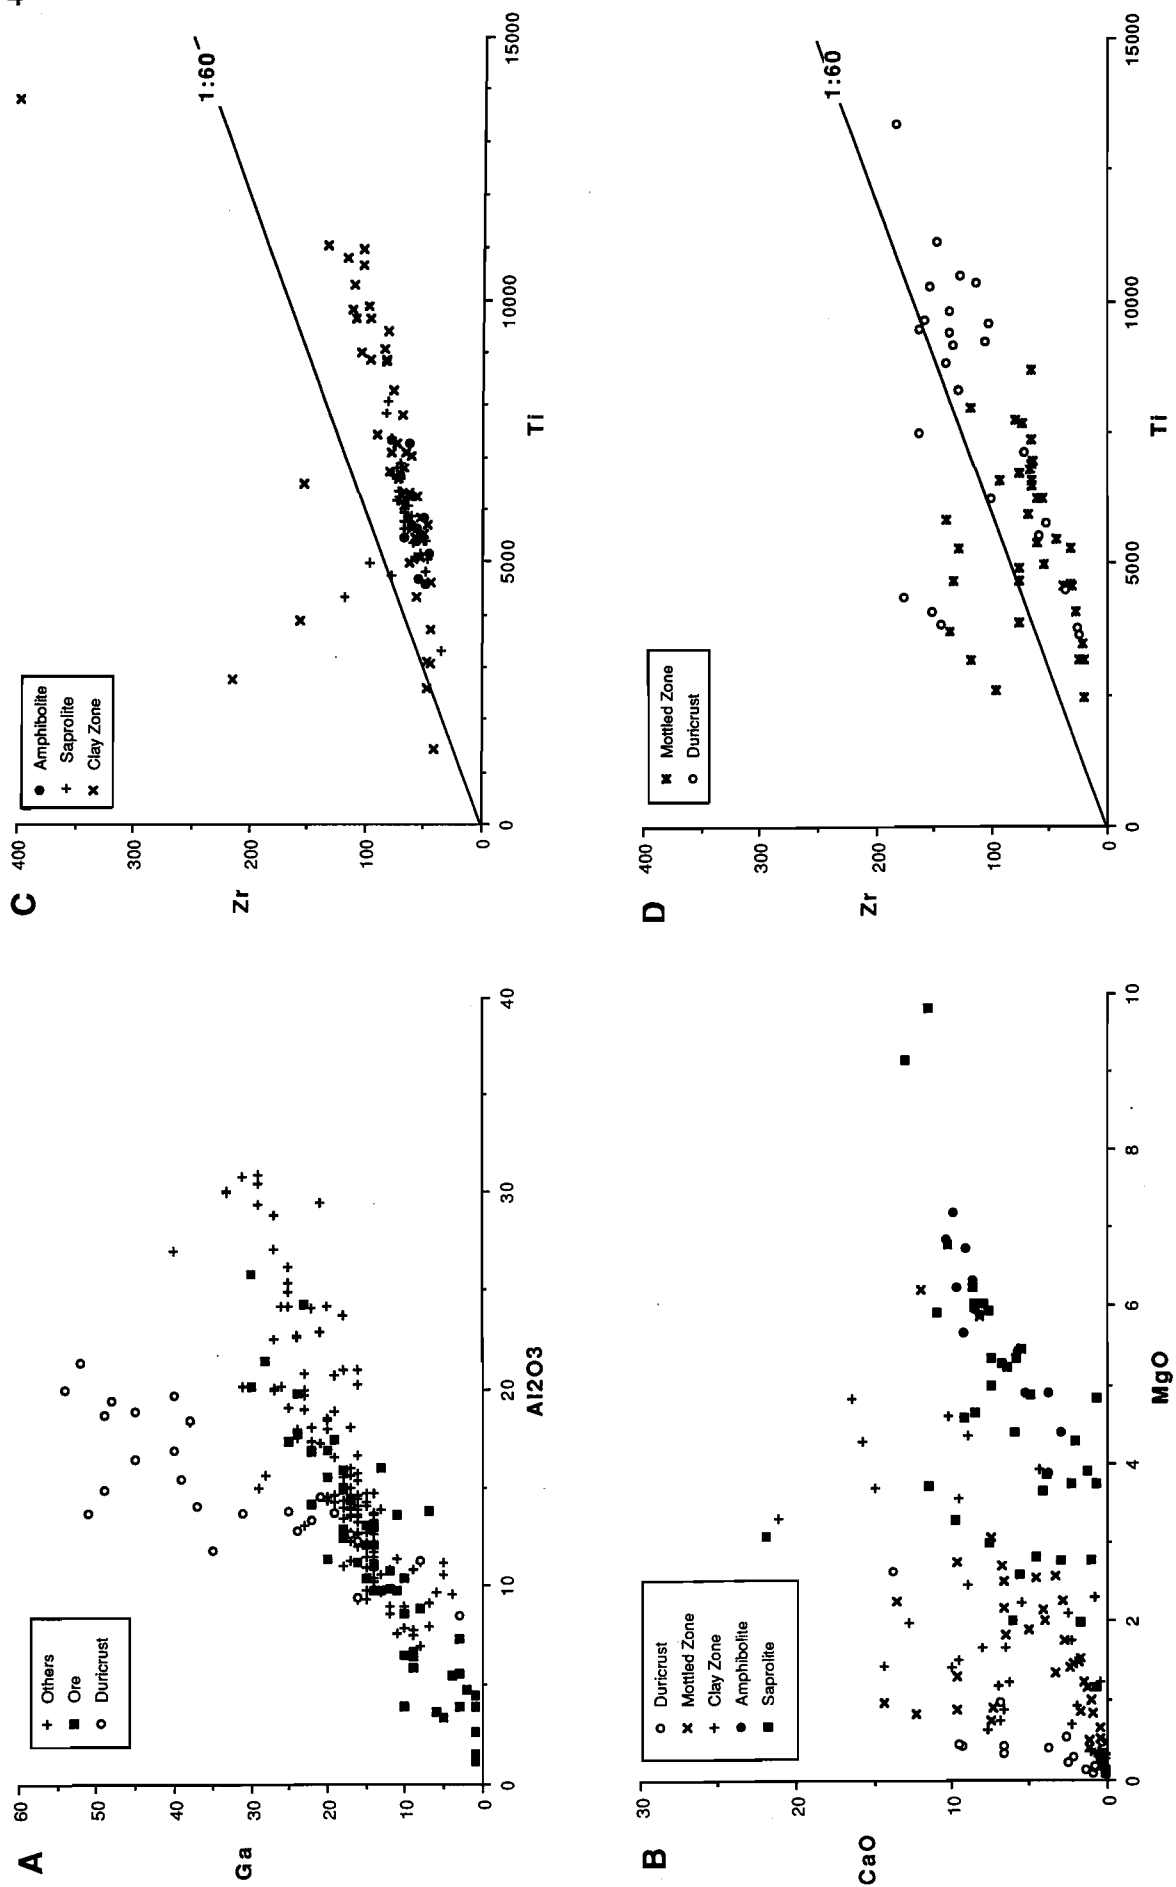 A
Ga
60
50
40
30
20
10
0
+ Others
■ Ore
○ Duricrust
0
10
20
30
40
Al2O3
B
CaO
30
20
10
0
○ Duricrust
× Mottled Zone
+ Clay Zone
● Amphibolite
■ Saprolite
0
2
4
6
8
10
MgO
C
Zr
400
300
200
100
0
● Amphibolite
+ Saprolite
× Clay Zone
1:60
0
5000
10000
15000
Ti
D
Zr
400
300
200
100
0
Mottled Zone
○ Duricrust
1:60
0
5000
10000
15000
Ti